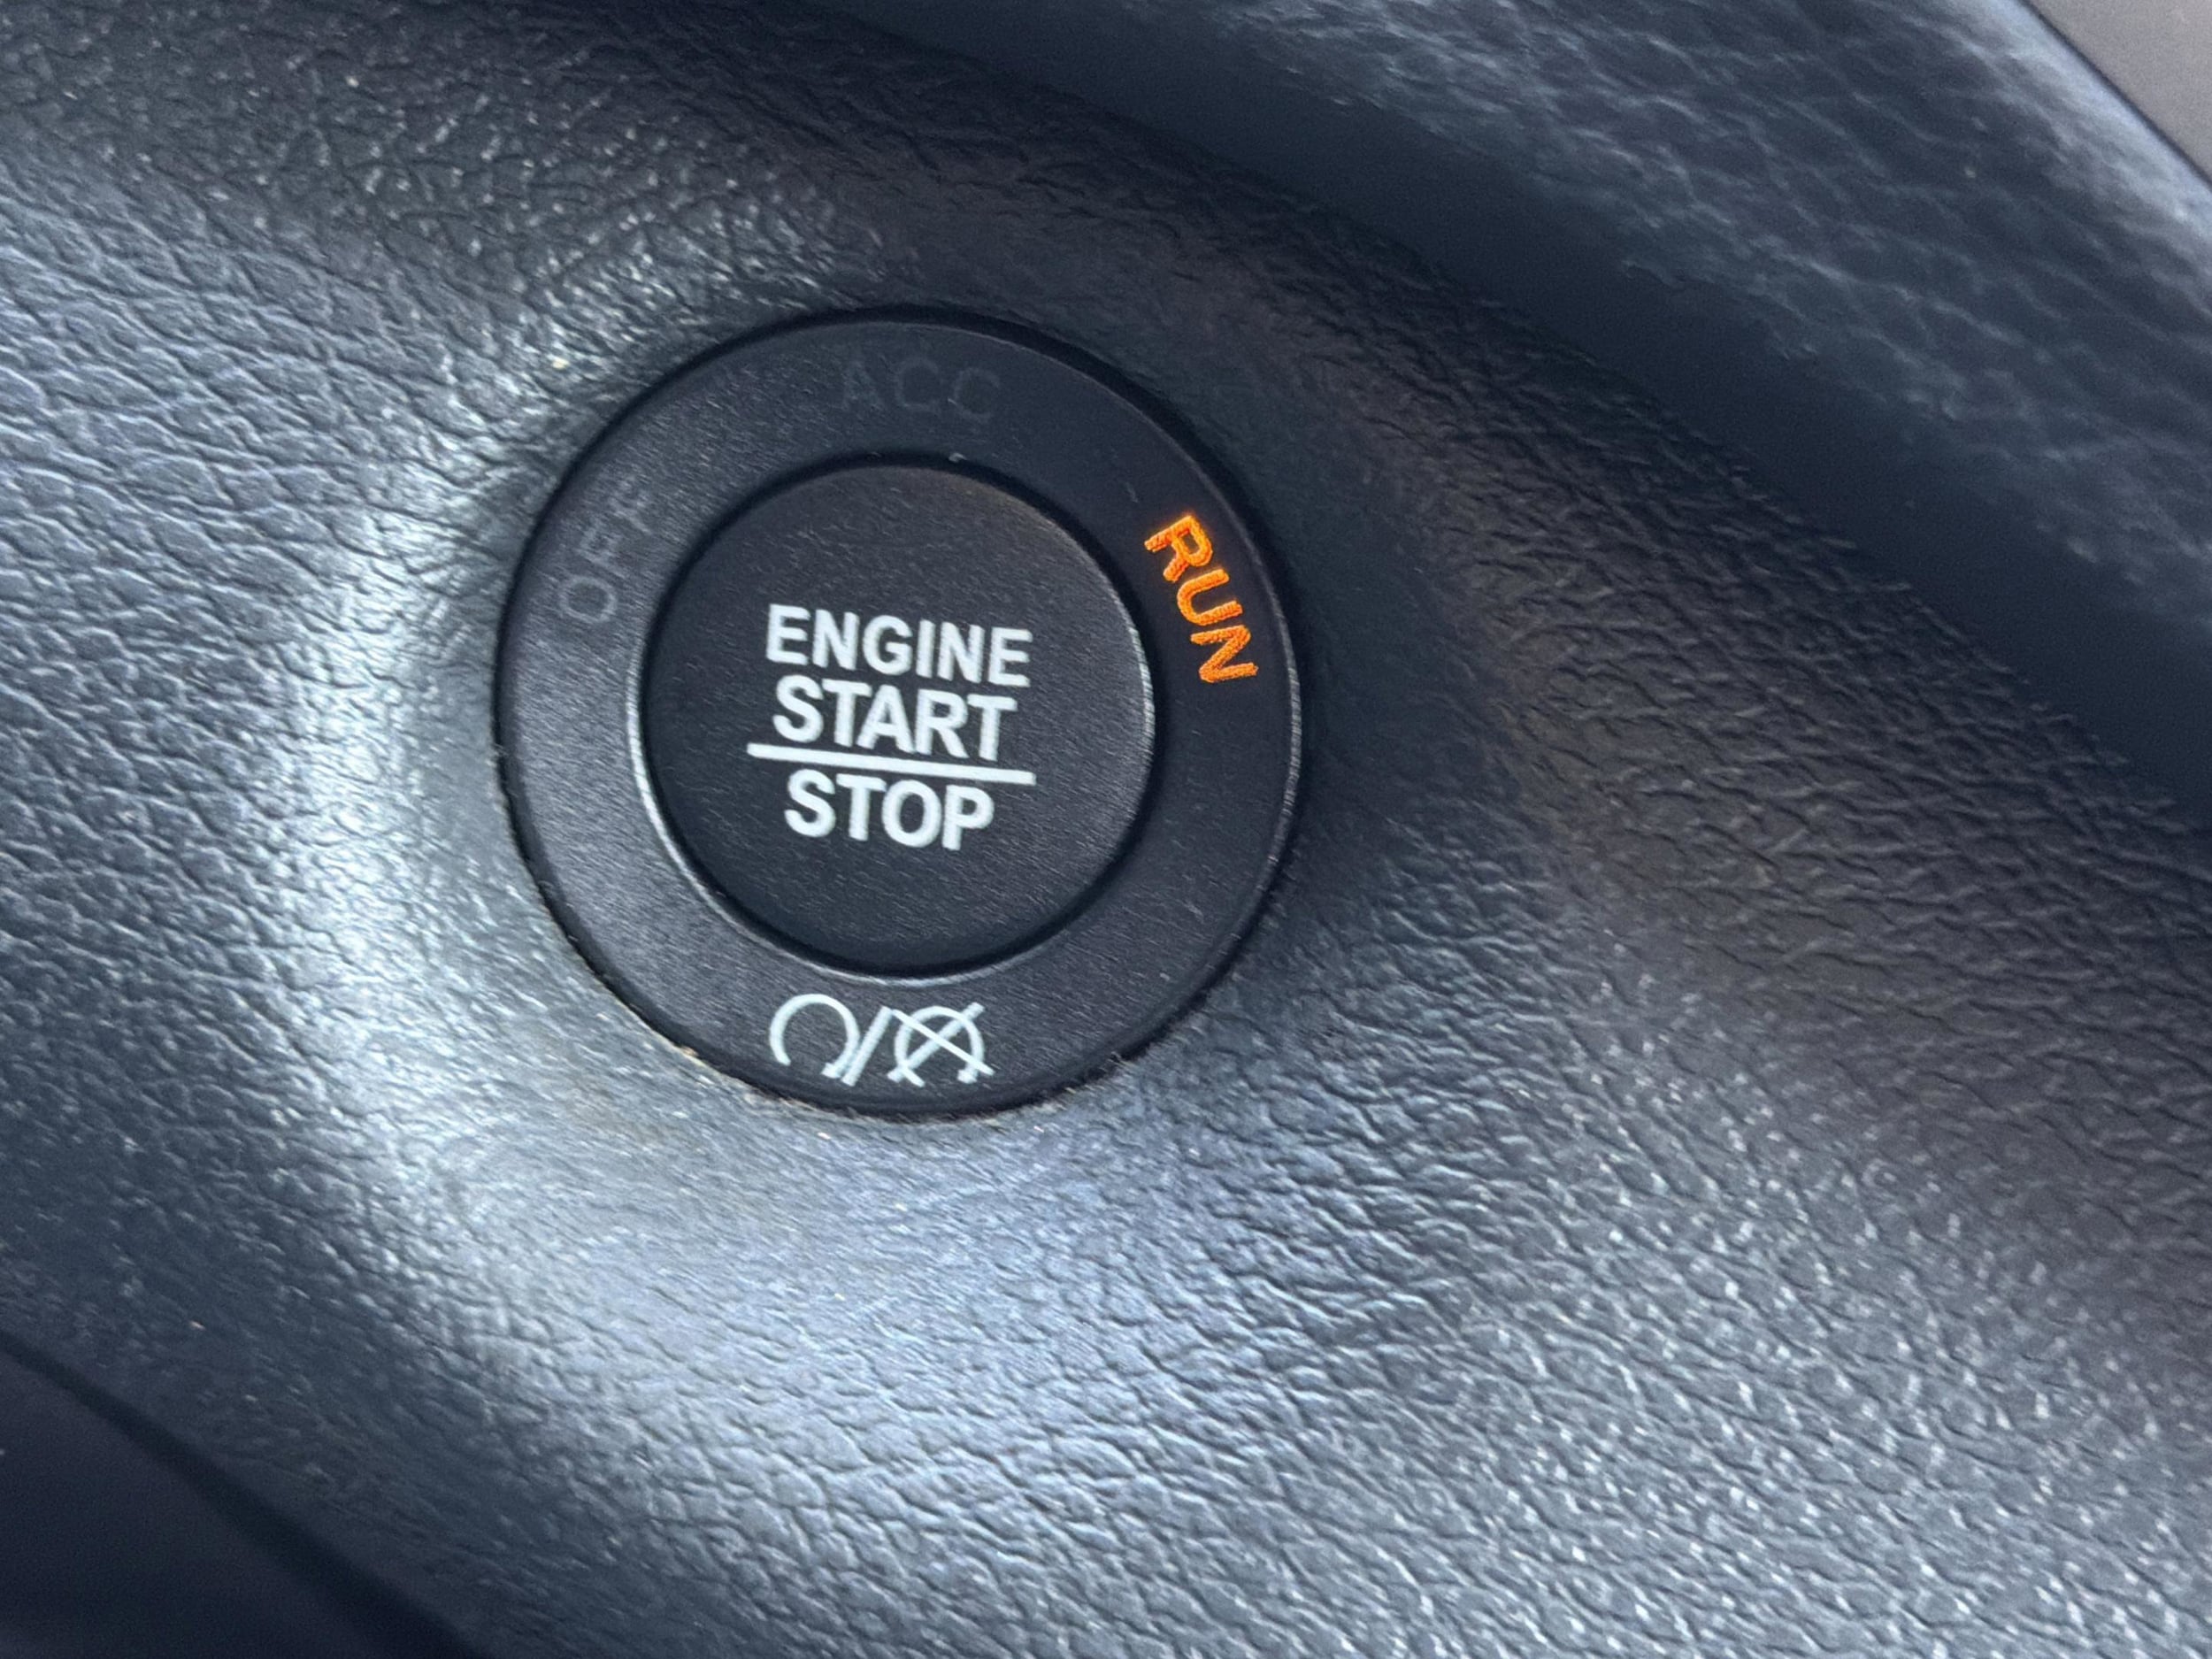 ACC
OFF
RUN
ENGINE
START
STOP